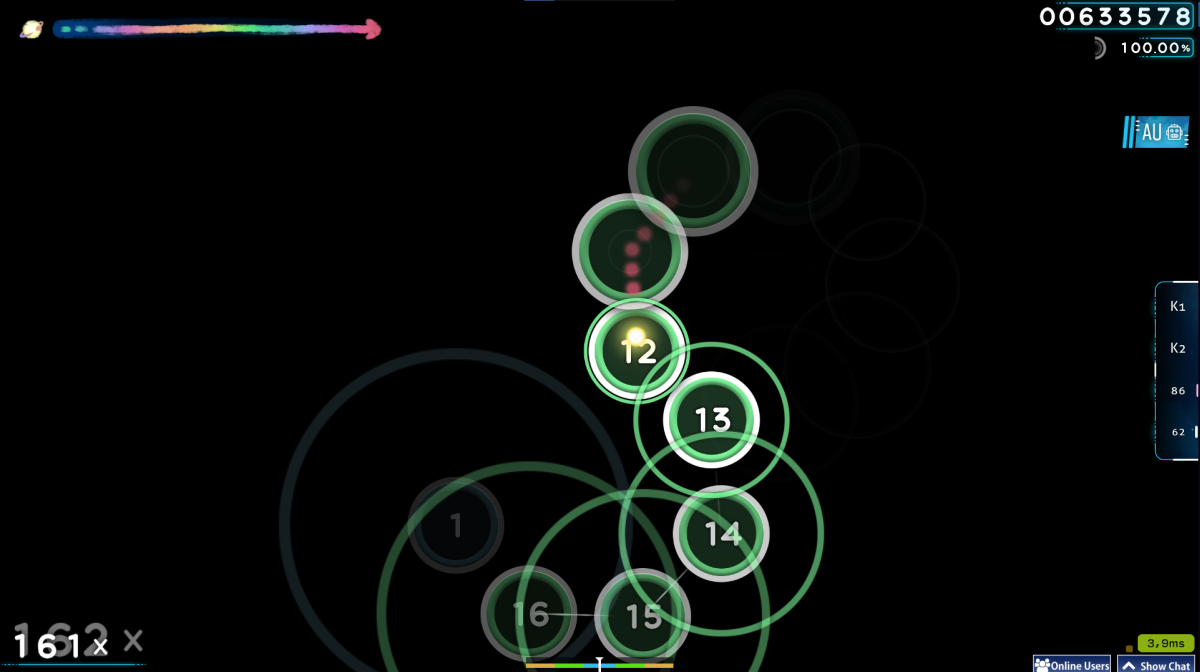 00633578
100.00%
AU
K1
12
K2
86
13
62
1
14
16
15
162x
161x
3,9ms
Online Users
Show Chat